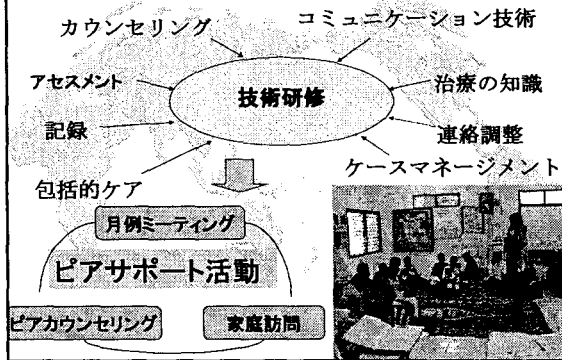 カウンセリング
コミュニケーション技術
アセスメント
技術研修
治療の知識
記録
連絡調整
ケースマネージメント
包括的ケア
月例ミーティング
ピアサポート活動
ピアカウンセリング
家庭訪問